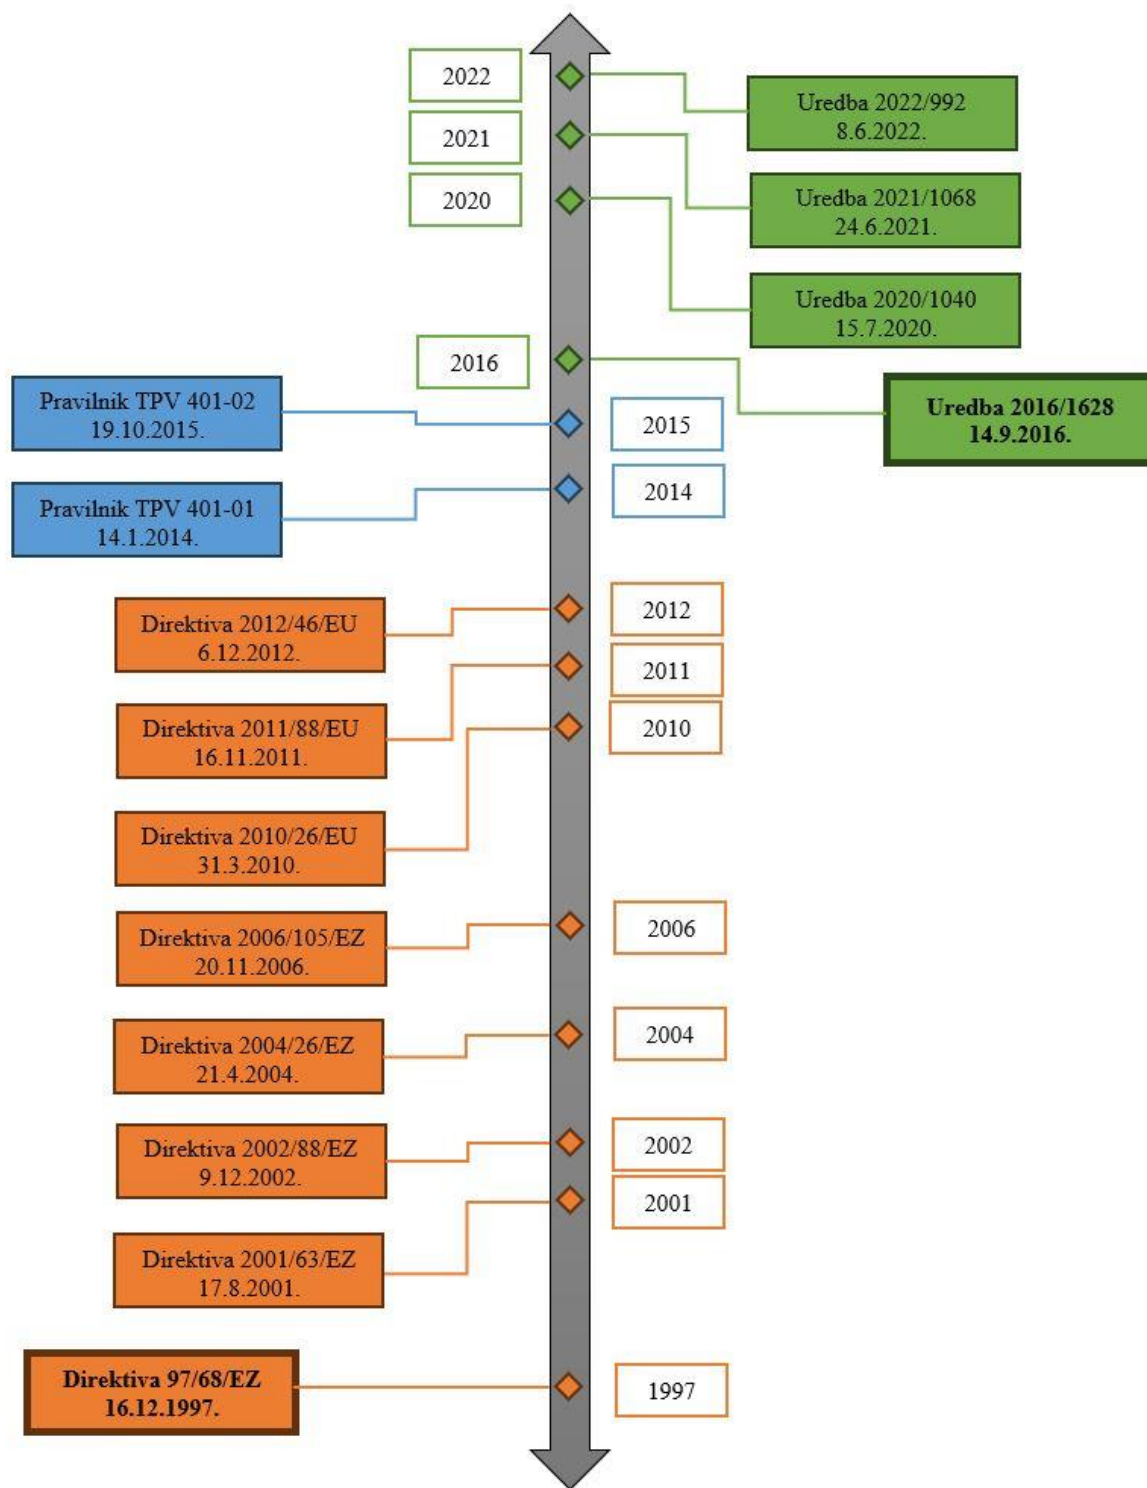 2022
Uredba 2022/992
8.6.2022.
2021
Uredba 2021/1068
24.6.2021.
2020
Uredba 2020/1040
15.7.2020.
2016
Uredba 2016/1628
14.9.2016.
Pravilnik TPV 401-02
19.10.2015.
2015
Pravilnik TPV 401-01
14.1.2014.
2014
Direktiva 2012/46/EU
6.12.2012.
2012
Direktiva 2011/88/EU
16.11.2011.
2011
Direktiva 2010/26/EU
31.3.2010.
2010
Direktiva 2006/105/EZ
20.11.2006.
2006
Direktiva 2004/26/EZ
21.4.2004.
2004
Direktiva 2002/88/EZ
9.12.2002.
2002
Direktiva 2001/63/EZ
17.8.2001.
2001
Direktiva 97/68/EZ
16.12.1997.
1997